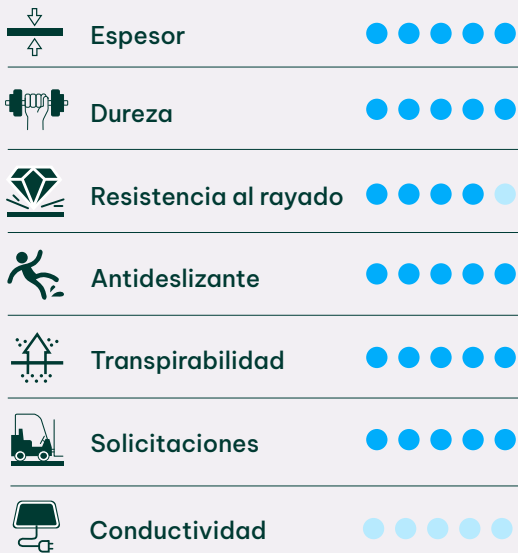 Espesor
Dureza
Resistencia al rayado
Antideslizante
Transpirabilidad
Solicitaciones
Conductividad